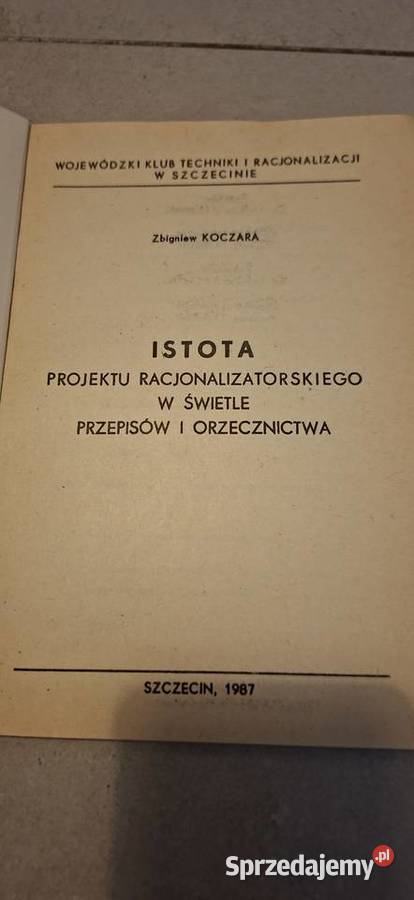 WOJEWÓDZKI KLUB TECHNIKI I RACJONALIZACJI
W SZCZECINIE
Zbigniew KOCZARA
ISTOTA
PROJEKTU RACJONALIZATORSKIEGO
W ŚWIETLE
PRZEPISÓW I ORZECZNICTWA
SZCZECIN, 1987
Sprzedajemy.pl